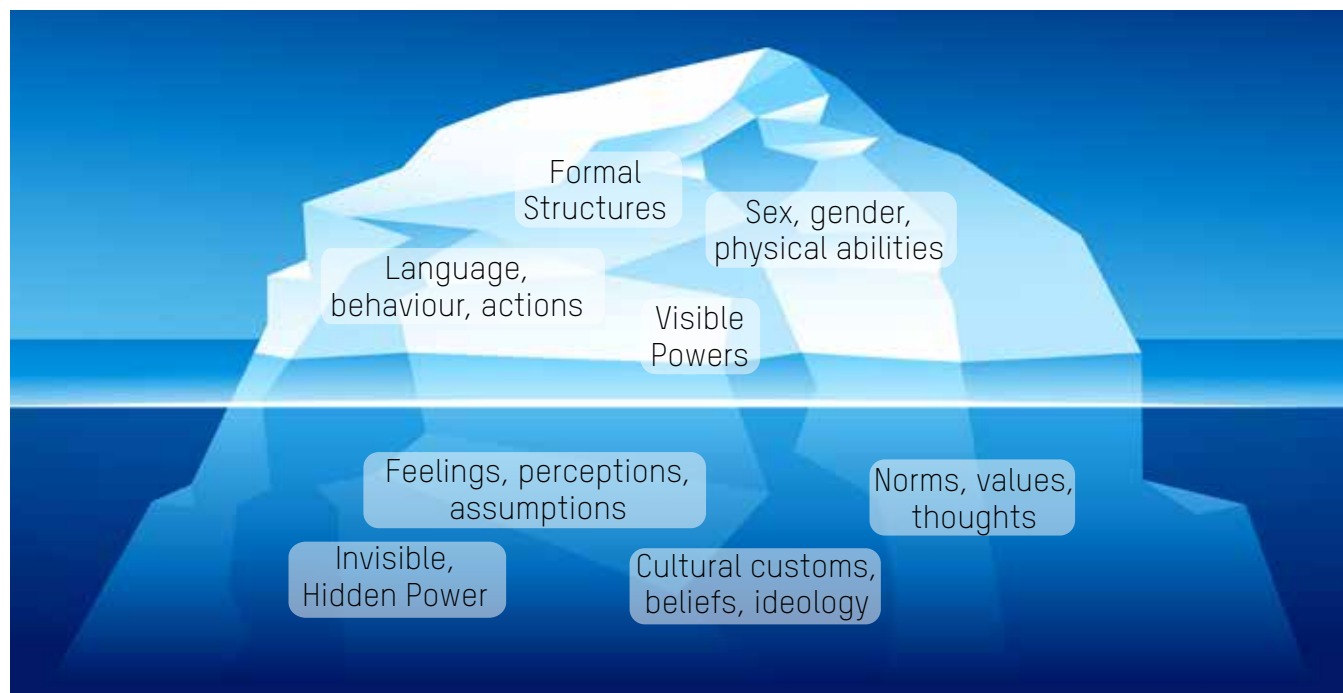 Formal
Structures
Sex, gender,
physical abilities
Language,
behaviour, actions
Visible
Powers
Feelings, perceptions,
assumptions
Norms, values,
thoughts
Invisible,
Hidden Power
Cultural customs,
beliefs, ideology